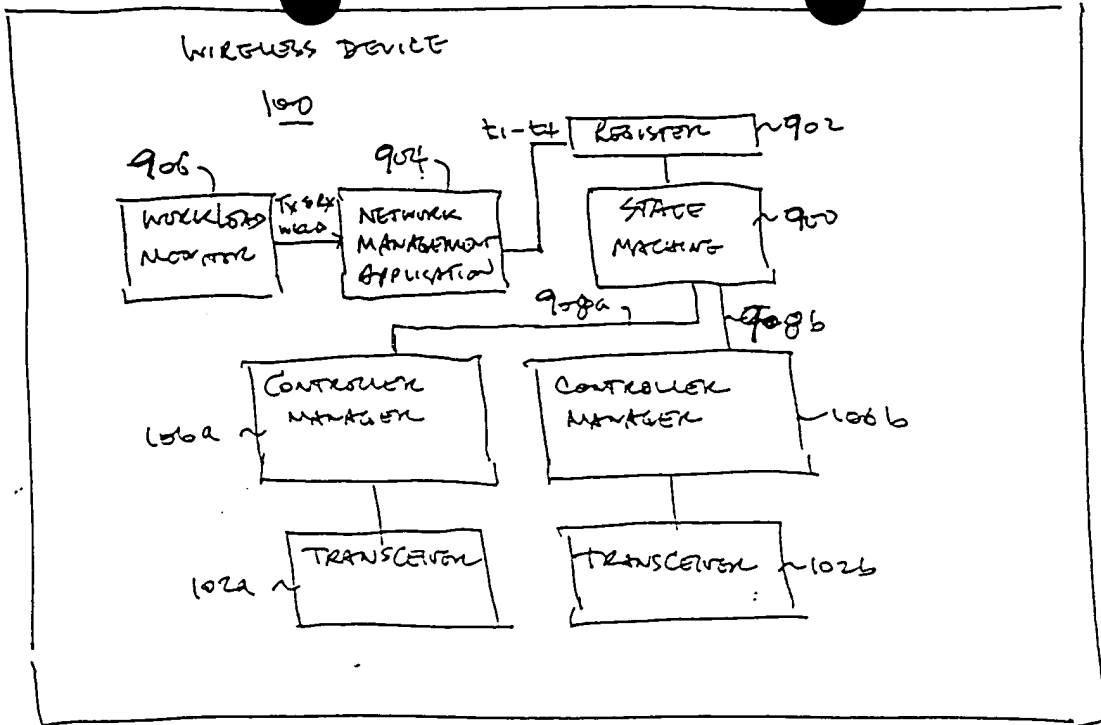 WIRELESS DEVICE
100
t1-t4
REGISTER
902
906
904
WORKLOAD
MONITOR
Tx & Rx
NETWORK
MANAGEMENT
APPLICATION
STATE
MACHINE
900
908a
908b
CONTROLLER
MANAGER
106a
CONTROLLER
MANAGER
106b
TRANSCEIVER
102a
TRANSCEIVER
102b